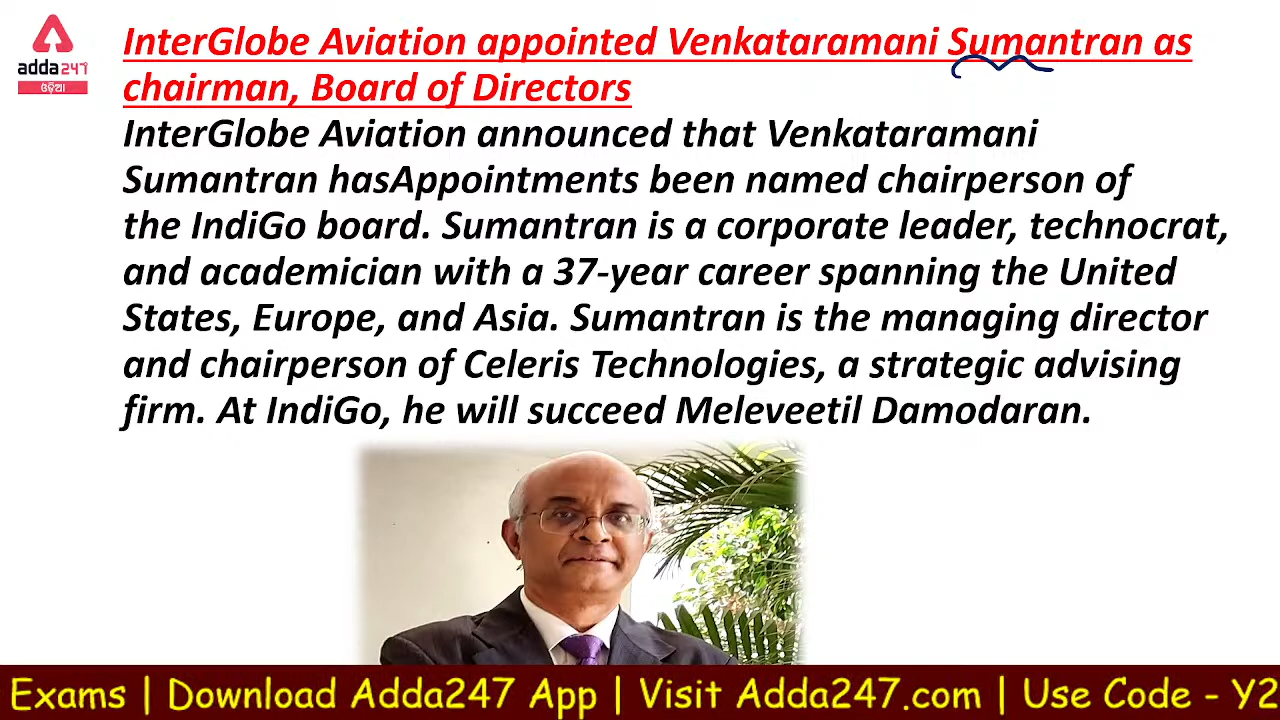 InterGlobe Aviation appointed Venkataramani Sumantran as
chairman, Board of Directors
adda247
ଓଡ଼ିଆ
InterGlobe Aviation announced that Venkataramani
Sumantran hasAppointments been named chairperson of
the IndiGo board. Sumantran is a corporate leader, technocrat,
and academician with a 37-year career spanning the United
States, Europe, and Asia. Sumantran is the managing director
and chairperson of Celeris Technologies, a strategic advising
firm. At IndiGo, he will succeed Meleveetil Damodaran.
Exams | Download Adda247 App | Visit Adda247.com | Use Code - Y2